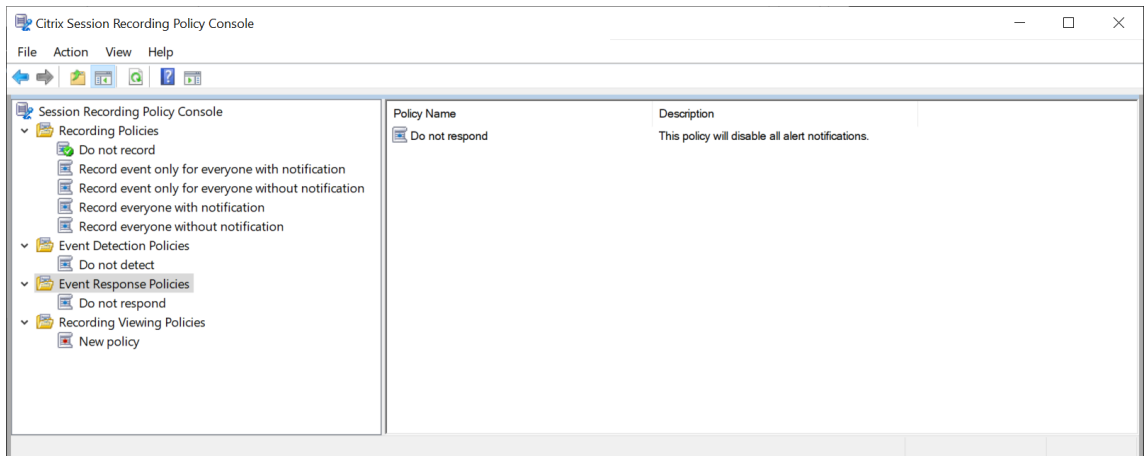 Citrix Session Recording Policy Console
File Action View Help
Session Recording Policy Console
Recording Policies
Do not record
Record event only for everyone with notification
Record event only for everyone without notification
Record everyone with notification
Record everyone without notification
Event Detection Policies
Do not detect
Event Response Policies
Do not respond
Recording Viewing Policies
New policy
Policy Name Description
Do not respond This policy will disable all alert notifications.